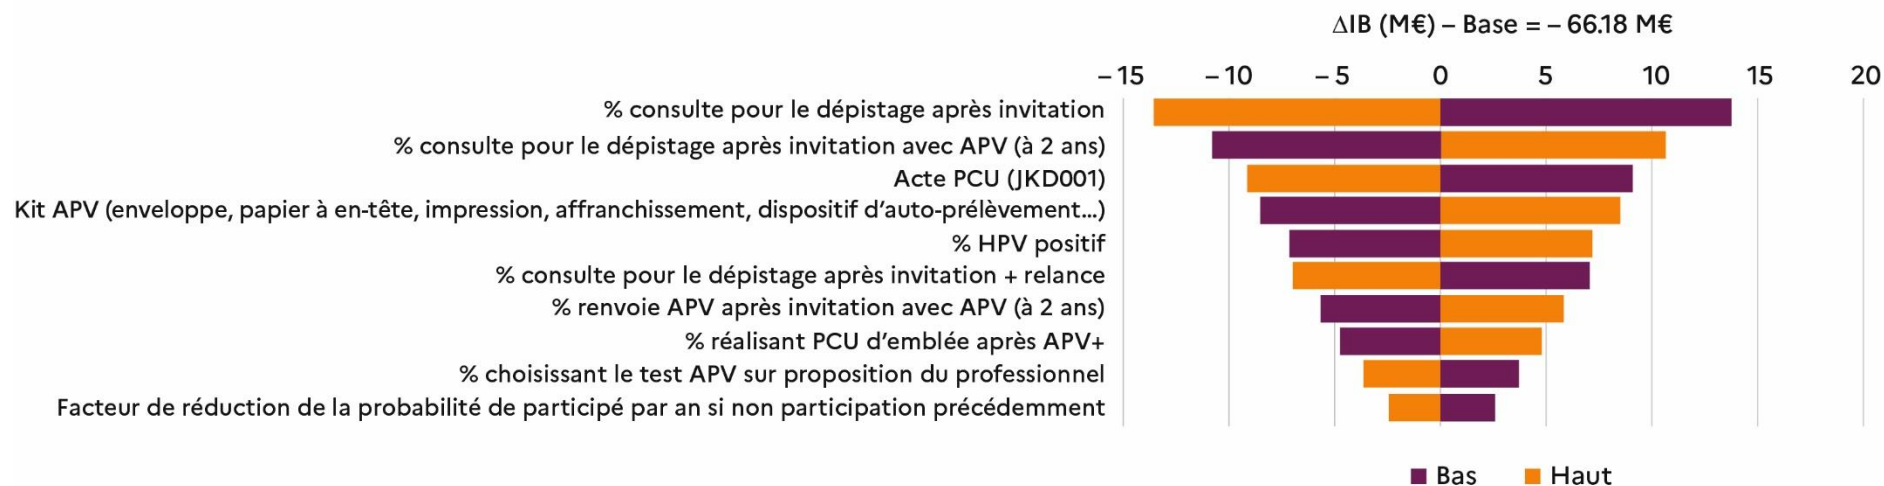 ΔIB (M€) – Base = – 66.18 M€
– 15 – 10 – 5 0 5 10 15 20
% consulte pour le dépistage après invitation
% consulte pour le dépistage après invitation avec APV (à 2 ans)
Acte PCU (JKD001)
Kit APV (enveloppe, papier à en-tête, impression, affranchissement, dispositif d’auto-prélèvement...)
% HPV positif
% consulte pour le dépistage après invitation + relance
% renvoie APV après invitation avec APV (à 2 ans)
% réalisant PCU d’emblée après APV+
% choisissant le test APV sur proposition du professionnel
Facteur de réduction de la probabilité de participé par an si non participation précédemment
Bas Haut